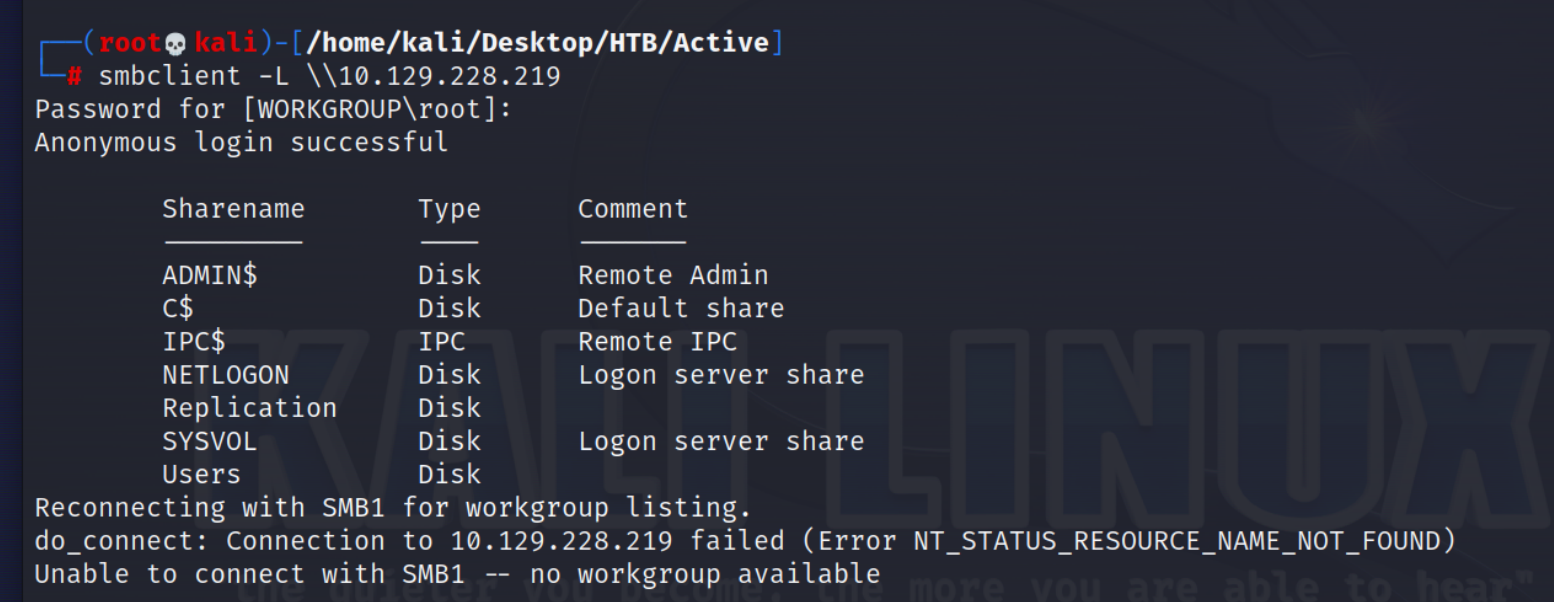 ┌──(root💀kali)-[/home/kali/Desktop/HTB/Active]
└─# smbclient -L \\10.129.228.219
Password for [WORKGROUP\root]:
Anonymous login successful
Sharename Type Comment
--------- ---- -------
ADMIN$ Disk Remote Admin
C$ Disk Default share
IPC$ IPC Remote IPC
NETLOGON Disk Logon server share
Replication Disk
SYSVOL Disk Logon server share
Users Disk
Reconnecting with SMB1 for workgroup listing.
do_connect: Connection to 10.129.228.219 failed (Error NT_STATUS_RESOURCE_NAME_NOT_FOUND)
Unable to connect with SMB1 -- no workgroup available
KALI LINUX
the quieter you become, the more you are able to hear"